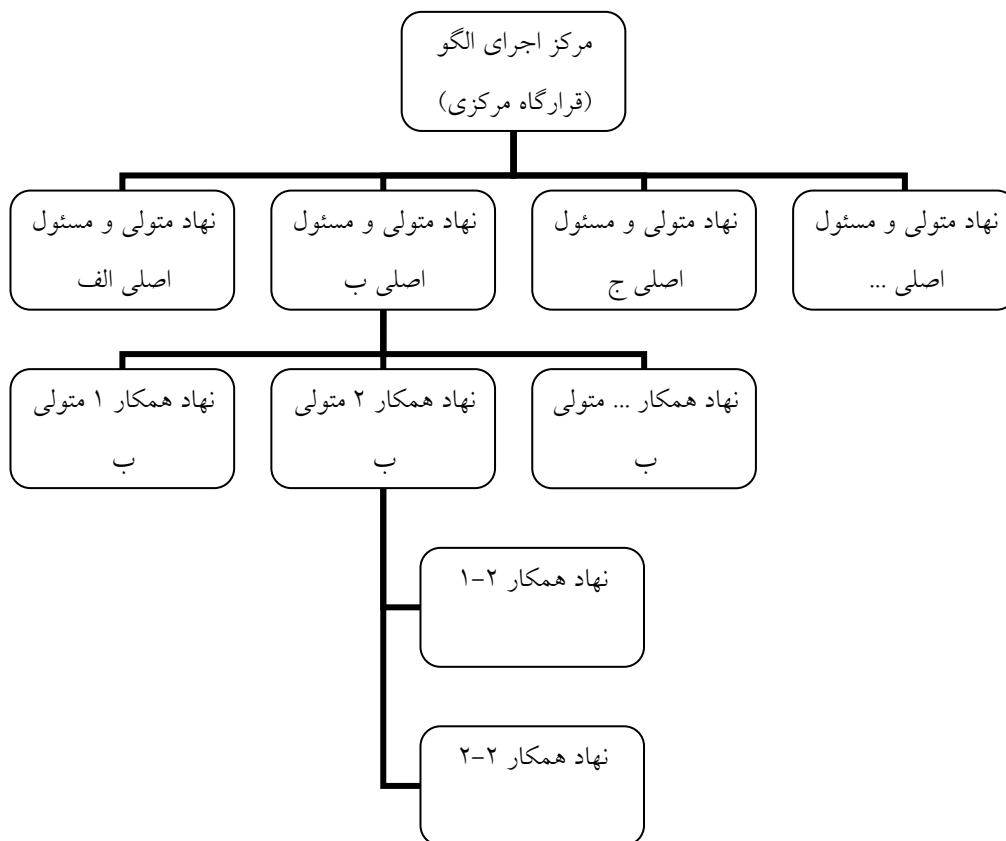 مرکز اجرای الگو
(قرارگاه مرکزی)
نهاد متولی و مسئول
اصلی ...
نهاد متولی و مسئول
اصلی ج
نهاد متولی و مسئول
اصلی ب
نهاد متولی و مسئول
اصلی الف
نهاد همکار ... متولی
ب
نهاد همکار ۲ متولی
ب
نهاد همکار ۱ متولی
ب
نهاد همکار ۲-۱
نهاد همکار ۲-۲